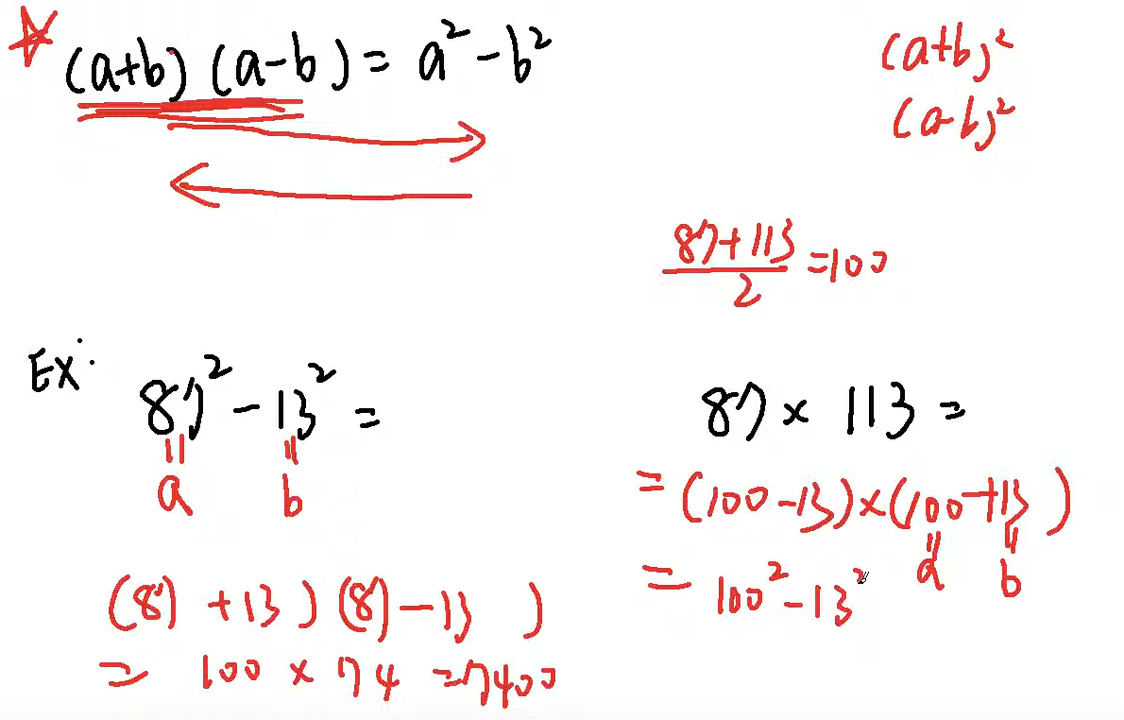 (a+b)(a-b)=a²-b²
(a+b)²
(a-b)²
87+113
2
=100
EX:
87²-13²=
a
b
(87+13)(87-13)
=100×74=7400
87×113=
=(100-13)×(100+13)
a
b
=100²-13²